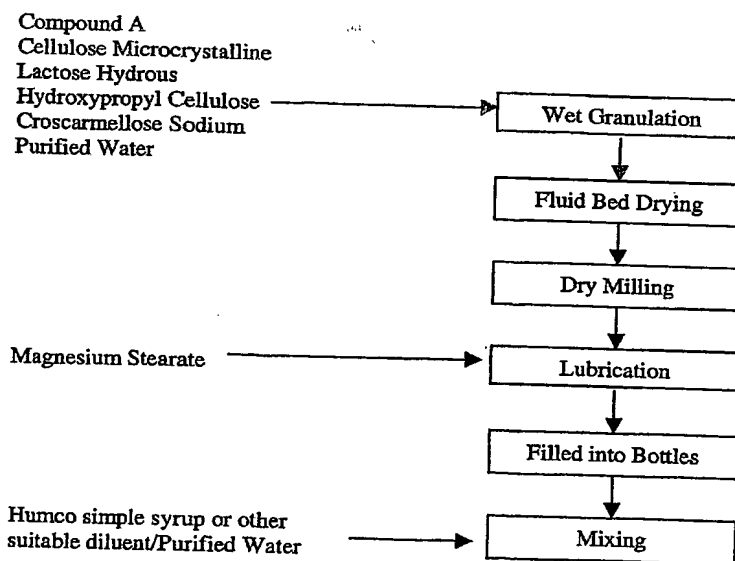 Compound A
Cellulose Microcrystalline
Lactose Hydrous
Hydroxypropyl Cellulose
Croscarmellose Sodium
Purified Water
Wet Granulation
Fluid Bed Drying
Dry Milling
Magnesium Stearate
Lubrication
Filled into Bottles
Humco simple syrup or other
suitable diluent/Purified Water
Mixing